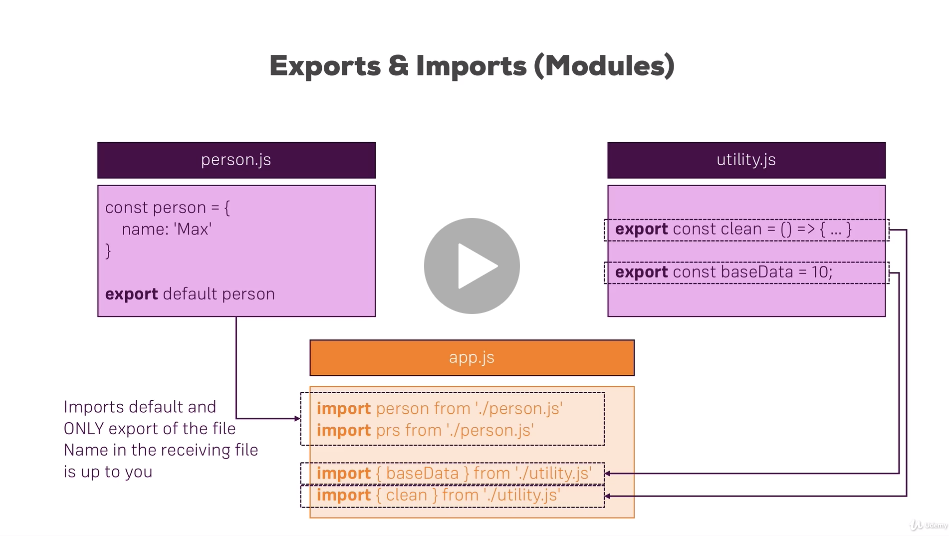 Exports & Imports (Modules)
person.js
const person = {
name: 'Max'
}
export default person
utility.js
export const clean = () => { ... }
export const baseData = 10;
app.js
import person from './person.js'
import prs from './person.js'
import { baseData } from './utility.js'
import { clean } from './utility.js'
Imports default and
ONLY export of the file
Name in the receiving file
is up to you
Udemy